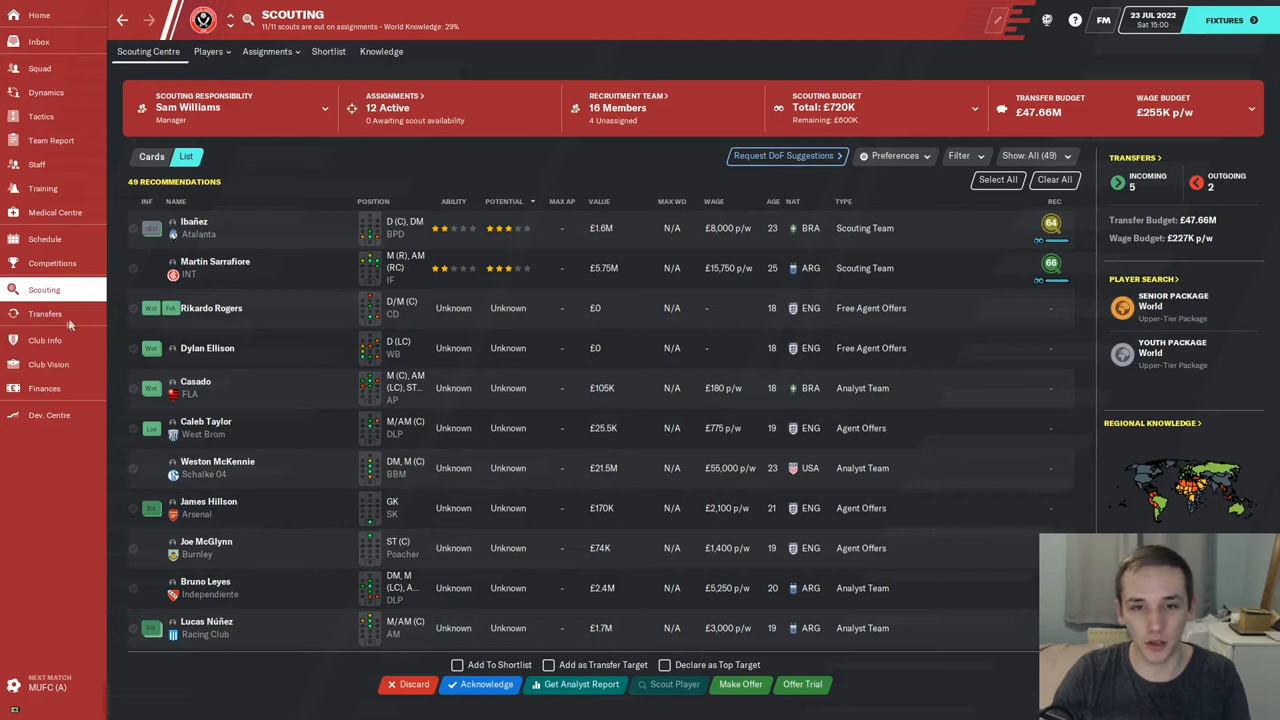 Home
Inbox
Squad
Dynamics
Tactics
Team Report
Staff
Training
Medical Centre
Schedule
Competitions
Scouting
Transfers
Club Info
Club Vision
Finances
Dev. Centre
NEXT MATCH
MUFC (A)
SCOUTING
11/11 scouts are out on assignments - World Knowledge: 29%
FM
23 JUL 2022
Sat 15:00
FIXTURES
Scouting Centre Players Assignments Shortlist Knowledge
SCOUTING RESPONSIBILITY
Sam Williams
Manager
ASSIGNMENTS
12 Active
0 Awaiting scout availability
RECRUITMENT TEAM
16 Members
4 Unassigned
SCOUTING BUDGET
Total: £720K
Remaining: £600K
TRANSFER BUDGET
£47.66M
WAGE BUDGET
£255K p/w
Cards List
Request DoF Suggestions Preferences Filter Show: All (49)
49 RECOMMENDATIONS
Select All Clear All
INF NAME POSITION ABILITY POTENTIAL MAX AP VALUE MAX WD WAGE AGE NAT TYPE REC
Ibañez D (C), DM - £1.6M N/A £8,000 p/w 23 BRA Scouting Team 64
Atalanta BPD
Martín Sarrafiore M (R), AM (RC) - £5.75M N/A £15,750 p/w 25 ARG Scouting Team 66
INT IF
Wnt FrA Rikardo Rogers D/M (C) Unknown Unknown - £0 N/A - 18 ENG Free Agent Offers
CD
Wnt Dylan Ellison D (LC) Unknown Unknown - £0 N/A - 18 ENG Free Agent Offers
WB
Wnt Casado M (C), AM (LC), ST... Unknown Unknown - £105K N/A £180 p/w 18 BRA Analyst Team
FLA AP
Loa Caleb Taylor M/AM (C) Unknown Unknown - £25.5K N/A £775 p/w 19 ENG Agent Offers
West Brom DLP
Weston McKennie DM, M (C) Unknown Unknown - £21.5M N/A £55,000 p/w 23 USA Analyst Team
Schalke 04 BBM
Bid James Hillson GK Unknown Unknown - £170K N/A £2,100 p/w 21 ENG Agent Offers
Arsenal SK
Joe McGlynn ST (C) Unknown Unknown - £74K N/A £1,400 p/w 19 ENG Agent Offers
Burnley Poacher
Bruno Leyes DM, M (LC), A... Unknown Unknown - £2.4M N/A £5,250 p/w 20 ARG Analyst Team
Independiente DLP
Bid Lucas Núñez M/AM (C) Unknown Unknown - £1.7M N/A £3,000 p/w 19 ARG Analyst Team
Racing Club AM
Add To Shortlist Add as Transfer Target Declare as Top Target
Discard Acknowledge Get Analyst Report Scout Player Make Offer Offer Trial
TRANSFERS
INCOMING
5
OUTGOING
2
Transfer Budget: £47.66M
Wage Budget: £227K p/w
PLAYER SEARCH
SENIOR PACKAGE
World
Upper-Tier Package
YOUTH PACKAGE
World
Upper-Tier Package
REGIONAL KNOWLEDGE